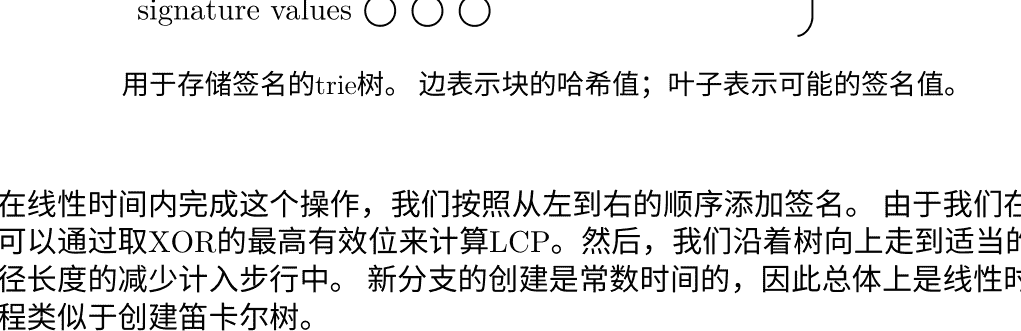 signature values
用于存储签名的trie树。 边表示块的哈希值；叶子表示可能的签名值。
在线性时间内完成这个操作，我们按照从左到右的顺序添加签名。 由于我们在
可以通过取XOR的最高有效位来计算LCP。然后，我们沿着树向上走到适当的
径长度的减少计入步行中。 新分支的创建是常数时间的，因此总体上是线性时
程类似于创建笛卡尔树。